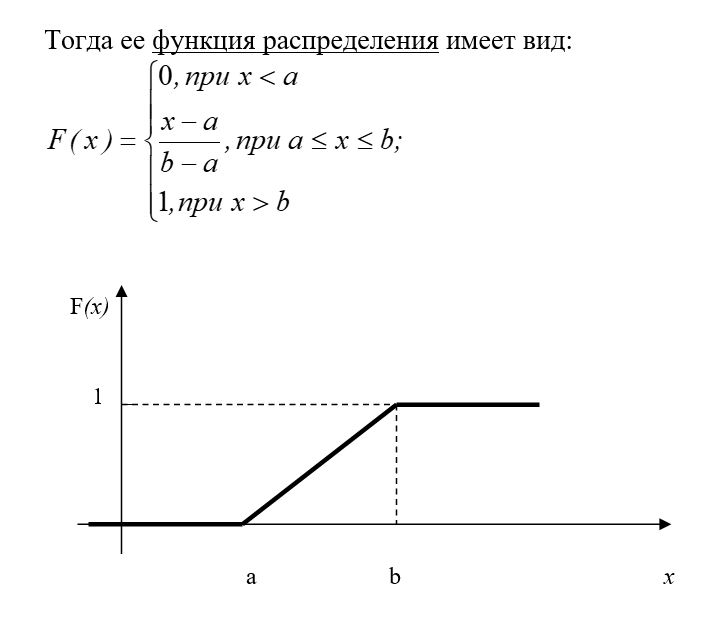 Тогда ее функция распределения имеет вид:
0, при x < a
F(x) = { (x − a)/(b − a), при a ≤ x ≤ b;
1, при x > b
F(x)
1
a b x